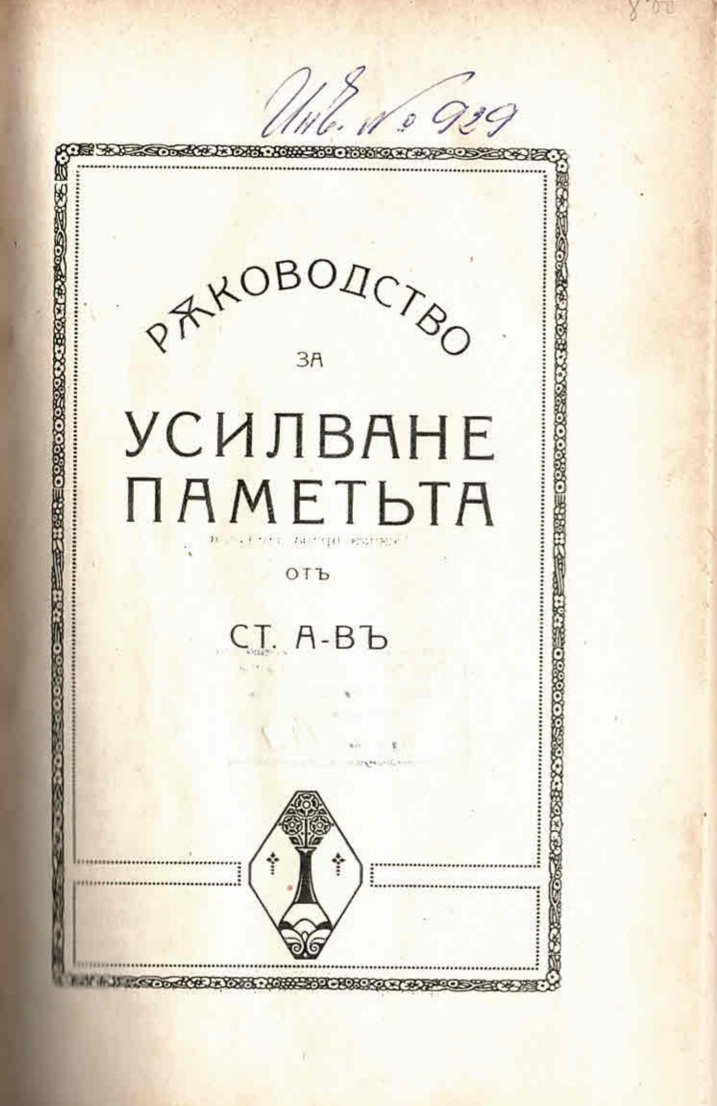 Инв. № 929
РѪКОВОДСТВО
ЗА
УСИЛВАНЕ
ПАМЕТЬТА
ОТЪ
СТ. А-ВЪ